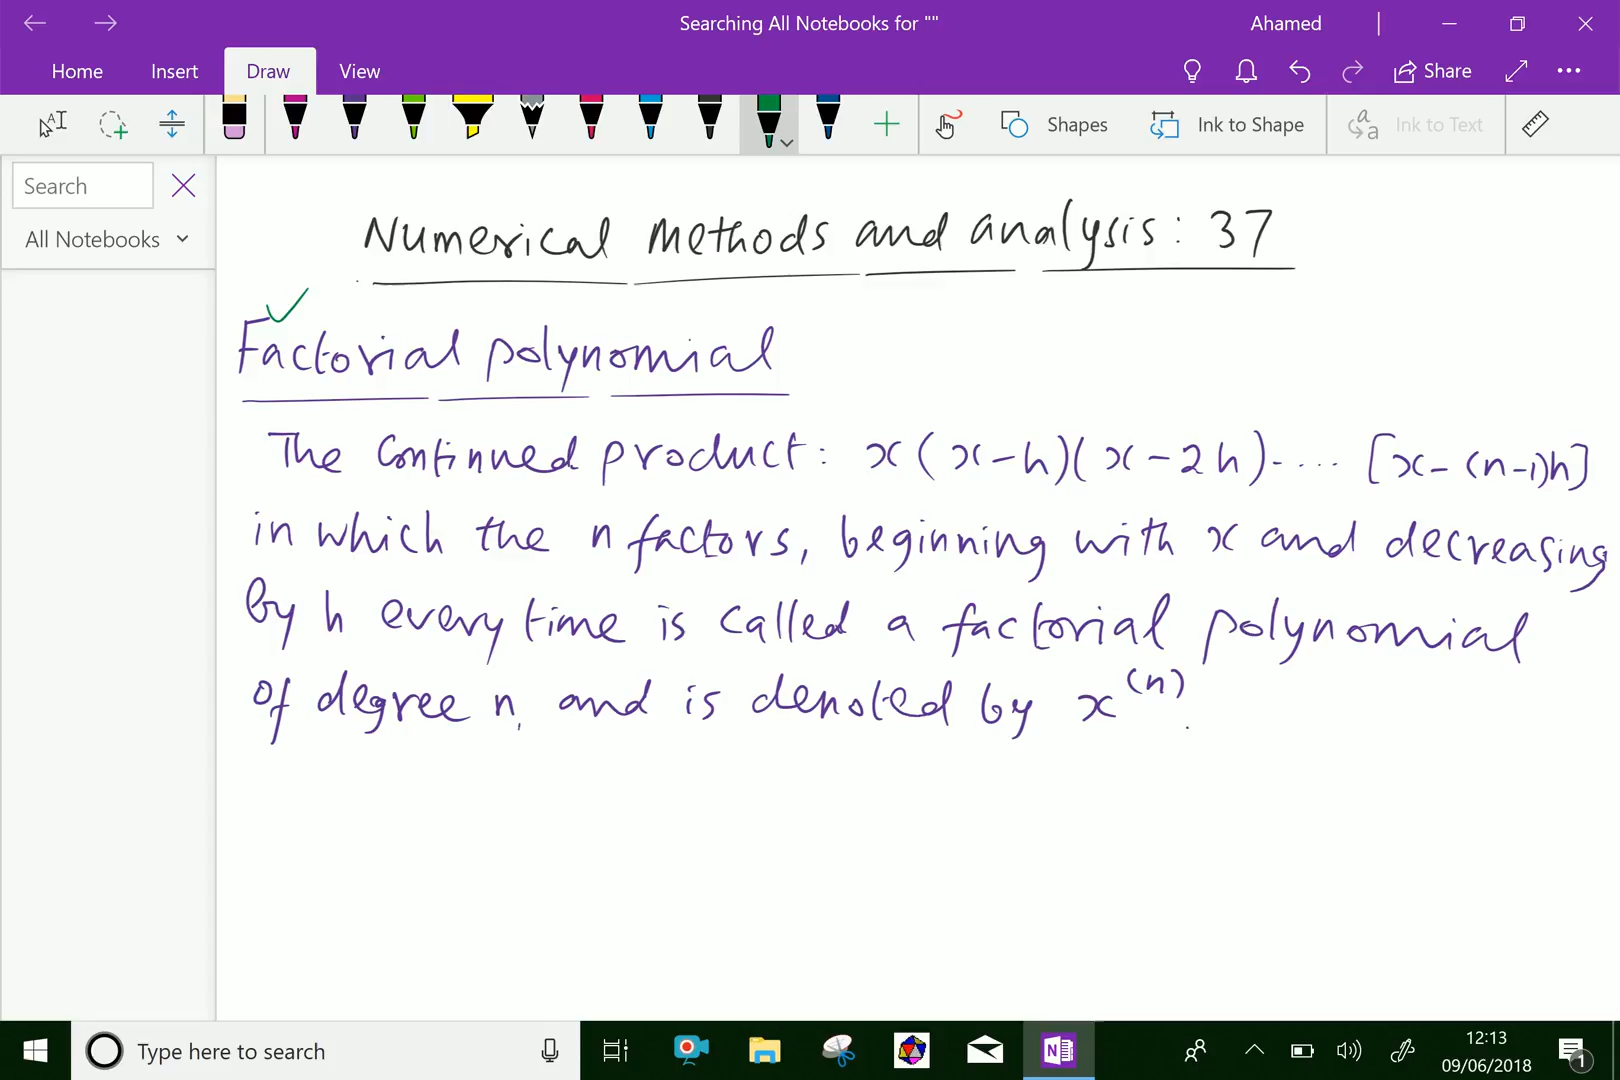 Searching All Notebooks for ""
Ahamed
Home Insert Draw View
Share
Shapes Ink to Shape Ink to Text
Search
All Notebooks
Numerical methods and analysis: 37
Factorial polynomial
The continued product: x(x-h)(x-2h)----- [x-(n-1)h]
in which the n factors, beginning with x and decreasing
by h every time is called a factorial polynomial
of degree n, and is denoted by x^(n).
Type here to search
12:13
09/06/2018
1